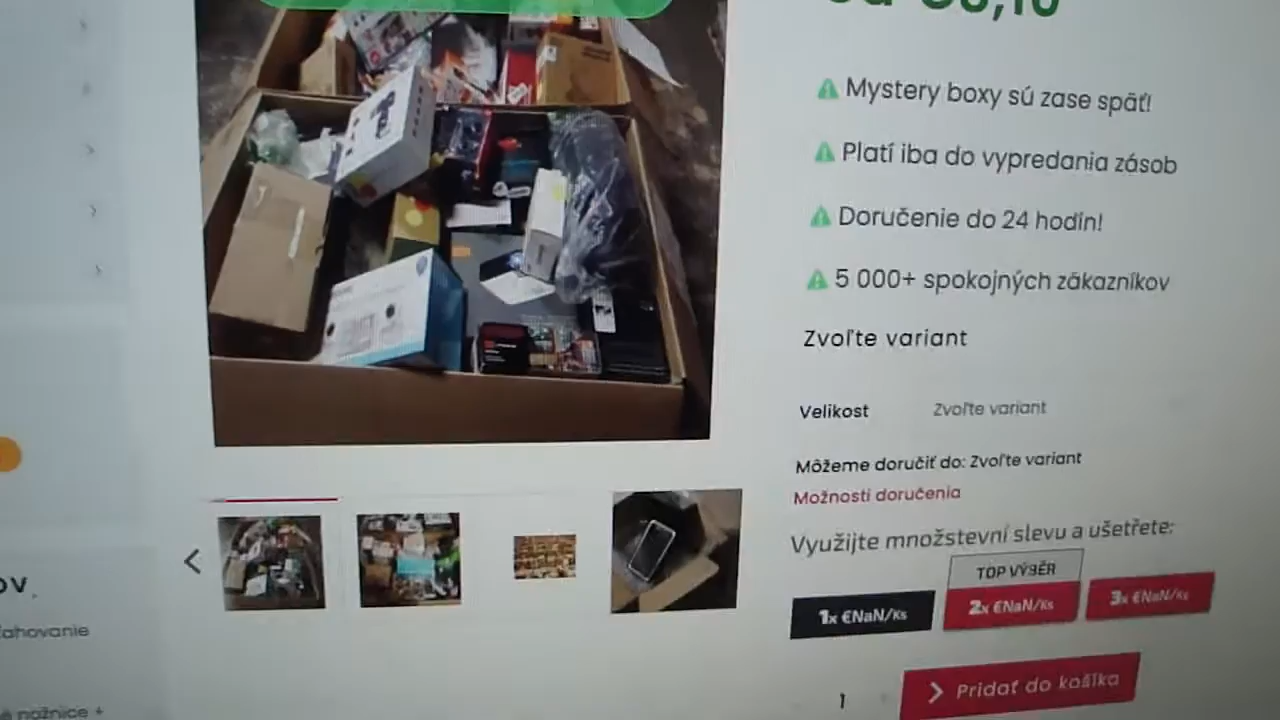 Mystery boxy sú zase späť!
Platí iba do vypredania zásob
Doručenie do 24 hodín!
5 000+ spokojných zákazníkov
Zvoľte variant
Velikost Zvoľte variant
Môžeme doručiť do: Zvoľte variant
Možnosti doručenia
Využijte množstevní slevu a ušetřete:
TOP VÝBĚR
1x €NaN/Ks 2x €NaN/Ks 3x €NaN/Ks
1 Pridať do košíka
ťahovanie
nožnice +